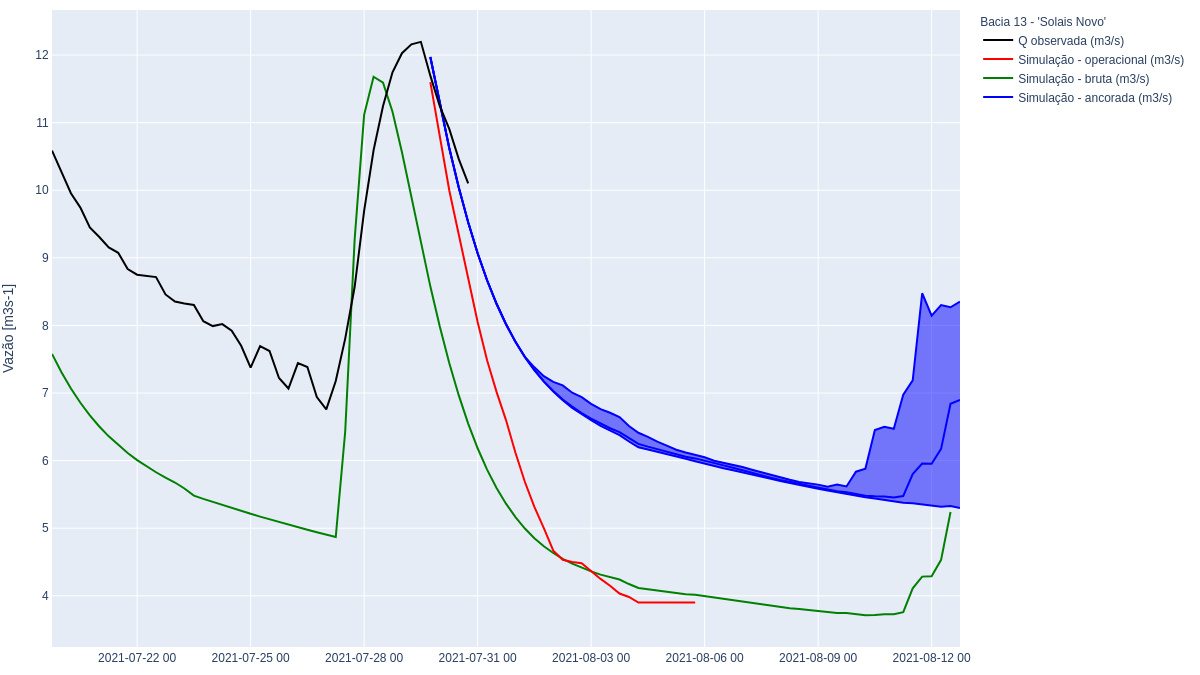 Bacia 13 - 'Solais Novo'
Q observada (m3/s)
Simulação - operacional (m3/s)
Simulação - bruta (m3/s)
Simulação - ancorada (m3/s)
Vazão [m3s-1]
12
11
10
9
8
7
6
5
4
2021-07-22 00
2021-07-25 00
2021-07-28 00
2021-07-31 00
2021-08-03 00
2021-08-06 00
2021-08-09 00
2021-08-12 00